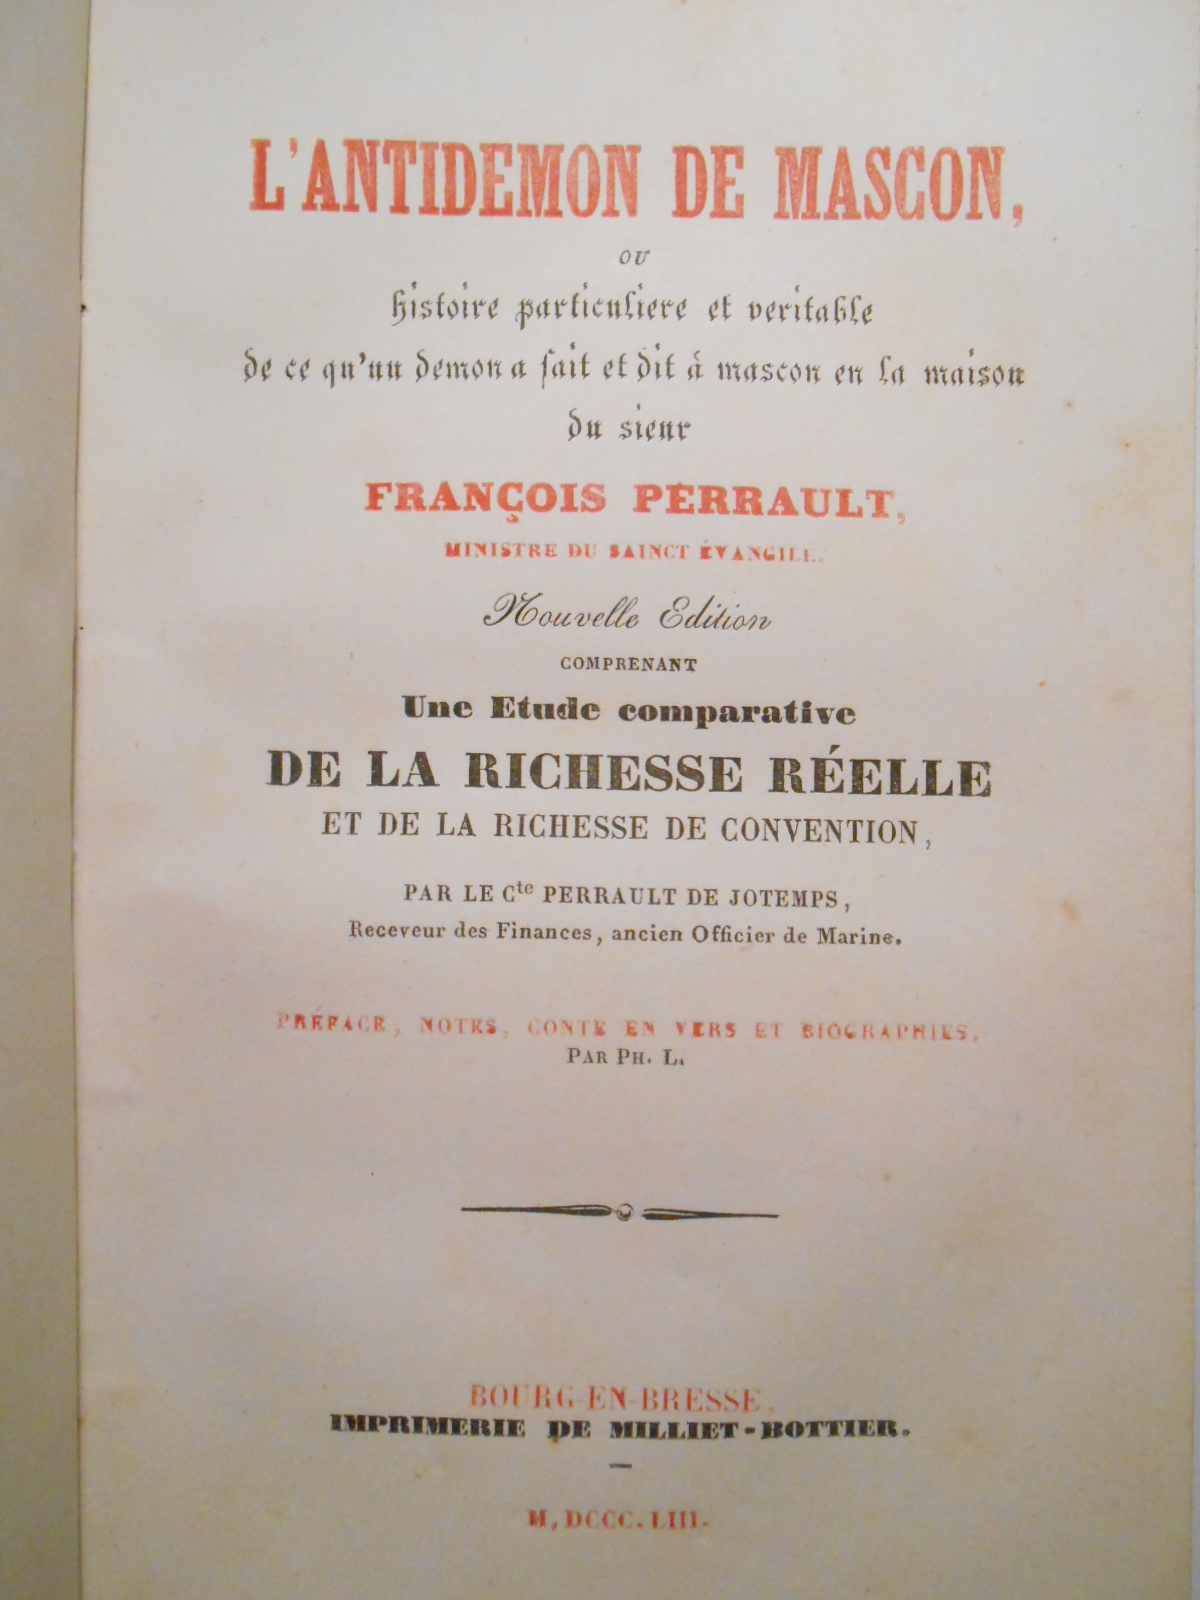 L'ANTIDEMON DE MASCON,
OU
histoire particuliere et veritable
de ce qu'un demon a fait et dit à mascon en la maison
du sieur
FRANÇOIS PERRAULT,
MINISTRE DU SAINCT ÉVANGILE.
Nouvelle Edition
COMPRENANT
Une Etude comparative
DE LA RICHESSE RÉELLE
ET DE LA RICHESSE DE CONVENTION,
PAR LE Cte PERRAULT DE JOTEMPS,
Receveur des Finances, ancien Officier de Marine.
PRÉFACE, NOTES, CONTE EN VERS ET BIOGRAPHIES,
PAR PH. L.
BOURG-EN-BRESSE,
IMPRIMERIE DE MILLIET-BOTTIER.
M, DCCC. LIII.